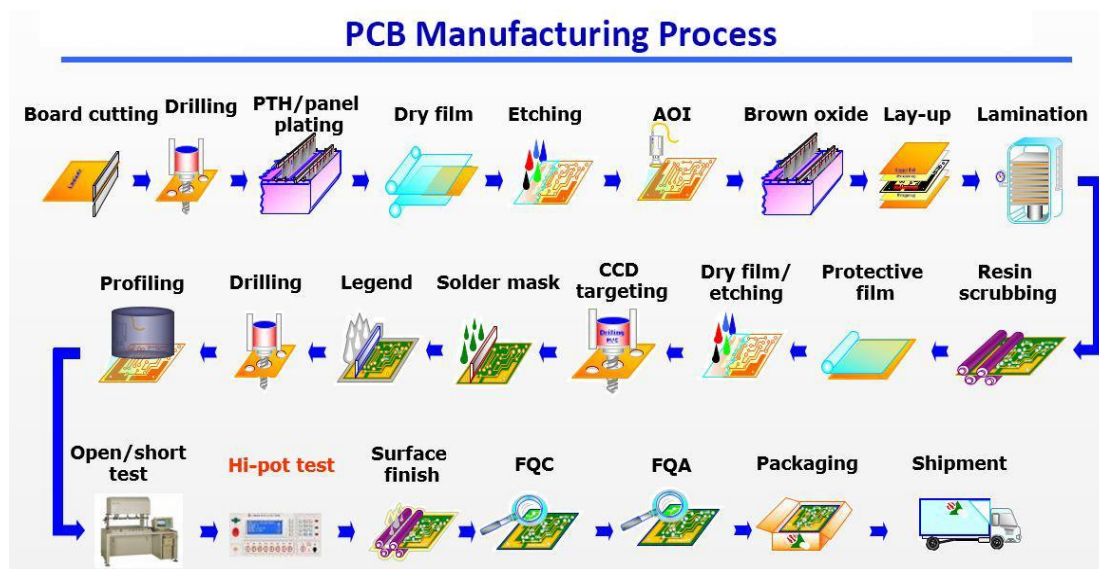 PCB Manufacturing Process
Board cutting
Drilling
PTH/panel
plating
Dry film
Etching
AOI
Brown oxide
Lay-up
Lamination
Profiling
Drilling
Legend
Solder mask
CCD
targeting
Drilling
M/C
Dry film/
etching
Protective
film
Resin
scrubbing
Open/short
test
Hi-pot test
Surface
finish
FQC
FQA
Packaging
Shipment